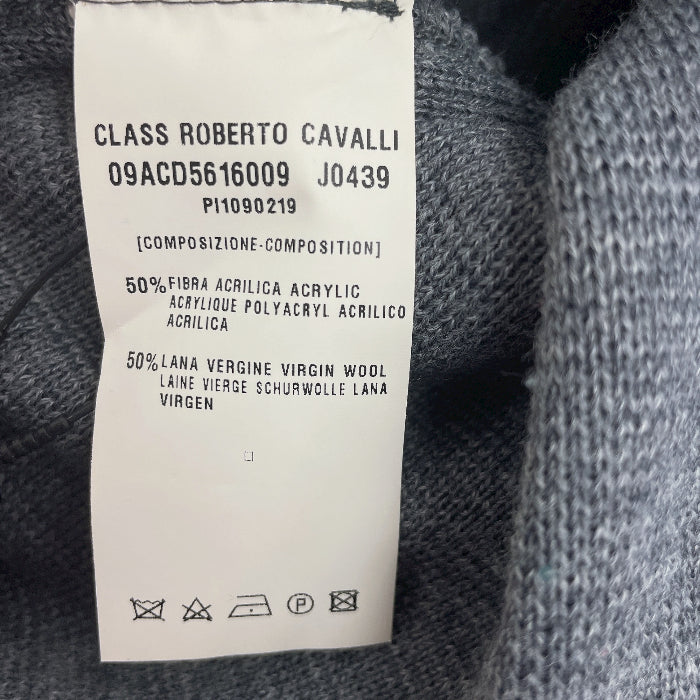 CLASS ROBERTO CAVALLI
09ACD5616009 J0439
PI1090219
[COMPOSIZIONE-COMPOSITION]
50% FIBRA ACRILICA ACRYLIC
ACRYLIQUE POLYACRYL ACRILICO
ACRILICA
50% LANA VERGINE VIRGIN WOOL
LAINE VIERGE SCHURWOLLE LANA
VIRGEN
P